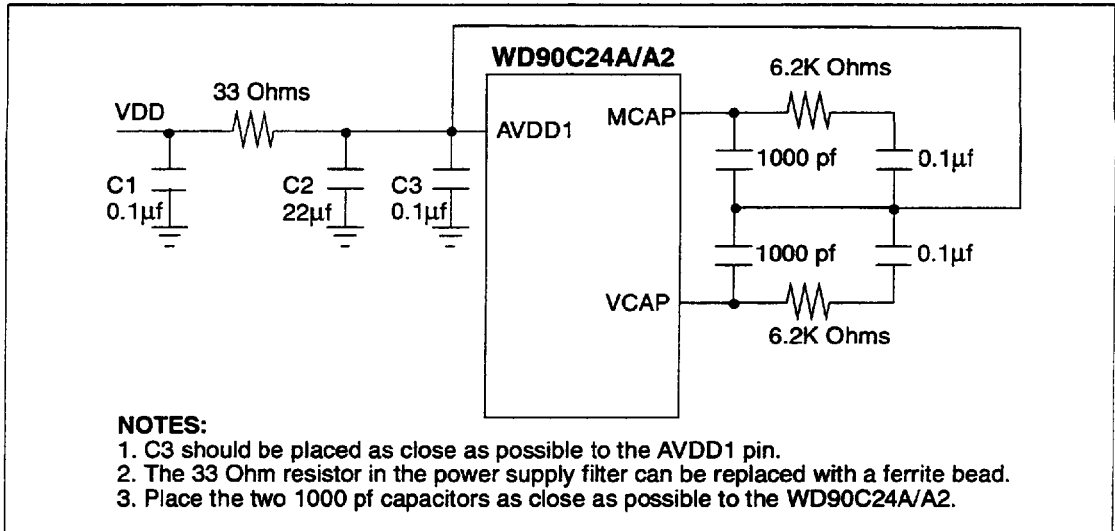 WD90C24A/A2
6.2K Ohms
33 Ohms
VDD
AVDD1
MCAP
1000 pf
0.1µf
C1
0.1µf
C2
22µf
C3
0.1µf
1000 pf
0.1µf
VCAP
6.2K Ohms
NOTES:
1. C3 should be placed as close as possible to the AVDD1 pin.
2. The 33 Ohm resistor in the power supply filter can be replaced with a ferrite bead.
3. Place the two 1000 pf capacitors as close as possible to the WD90C24A/A2.